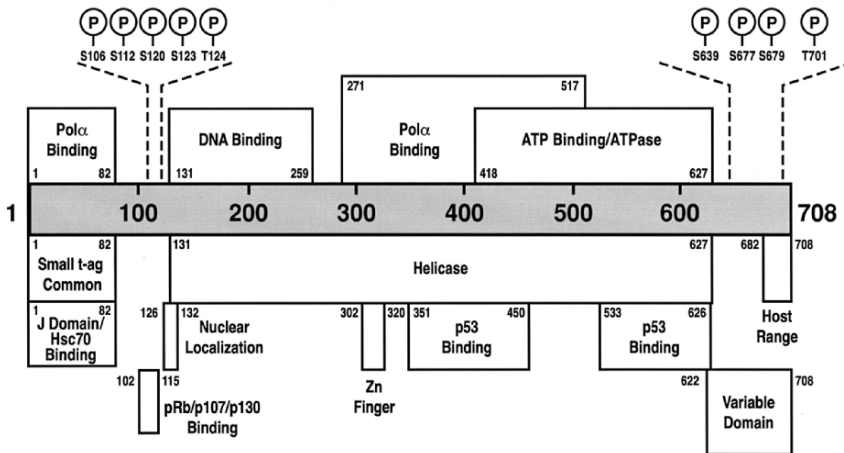 P P P P P P P P P
S106 S112 S120 S123 T124 S639 S677 S679 T701
271 517
Polα
Binding
1 82
DNA Binding
131 259
Polα
Binding
ATP Binding/ATPase
418 627
1 100 200 300 400 500 600 708
1 82
Small t-ag
Common
131 627
Helicase
682 708
Host
Range
1 82
J Domain/
Hsc70
Binding
126 132
Nuclear
Localization
302 320
Zn
Finger
351 450
p53
Binding
533 626
p53
Binding
102 115
pRb/p107/p130
Binding
622 708
Variable
Domain